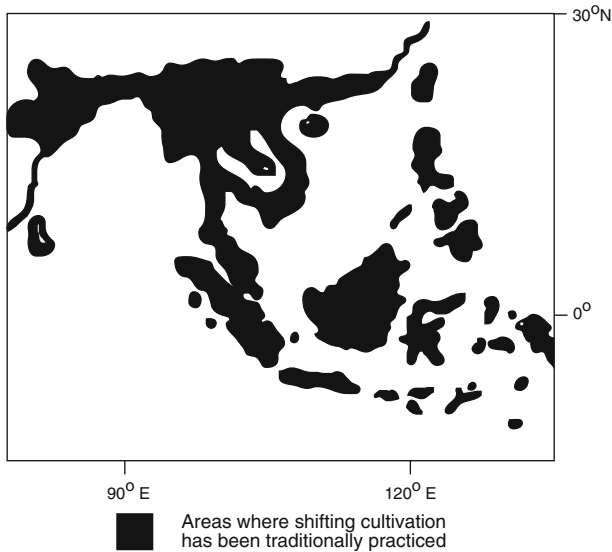 30°N
0°
90° E
120° E
Areas where shifting cultivation
has been traditionally practiced